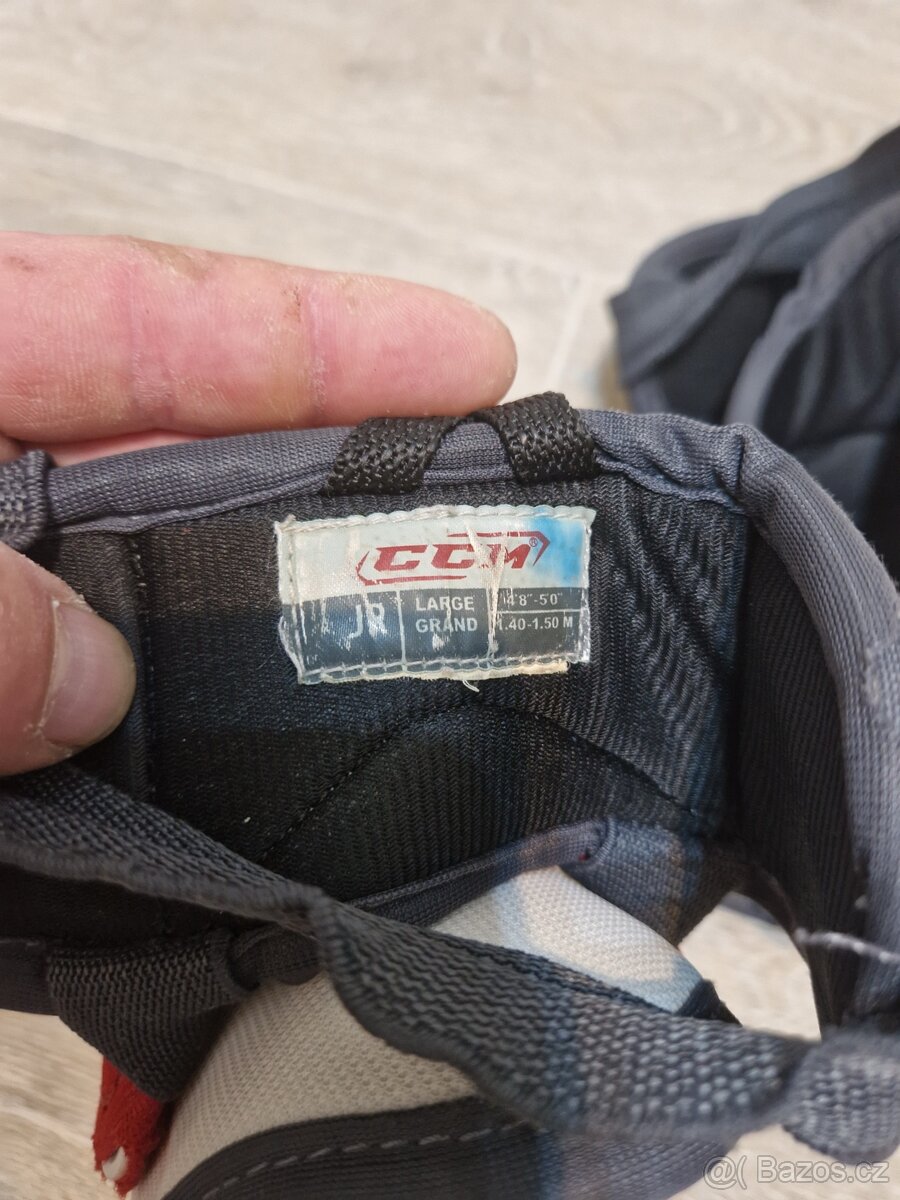 CCM®
JR
LARGE
GRAND
4'8"-5'0"
1.40-1.50 M
@( Bazos.cz